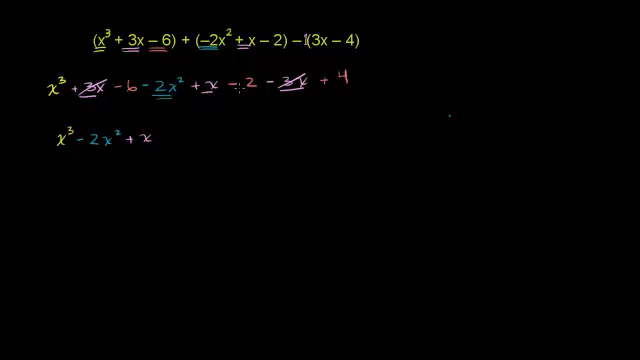 (x³ + 3x – 6) + (–2x² + x – 2) – 1(3x – 4)
x³ + 3x - 6 - 2x² + x - 2 - 3x + 4
x³ - 2x² + x